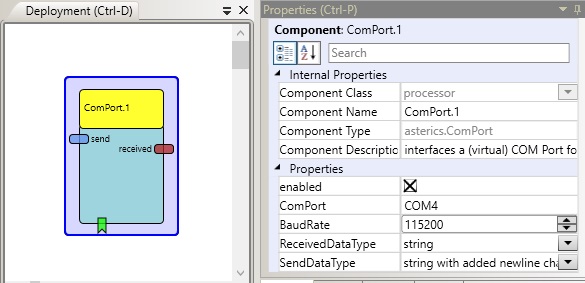 Deployment (Ctrl-D)
ComPort.1
send
received
Properties (Ctrl-P)
Component: ComPort.1
A
Z
Search
Internal Properties
Component Class processor
Component Name ComPort.1
Component Type asterics.ComPort
Component Descriptio interfaces a (virtual) COM Port fo
Properties
enabled
ComPort COM4
BaudRate 115200
ReceivedDataType string
SendDataType string with added newline cha